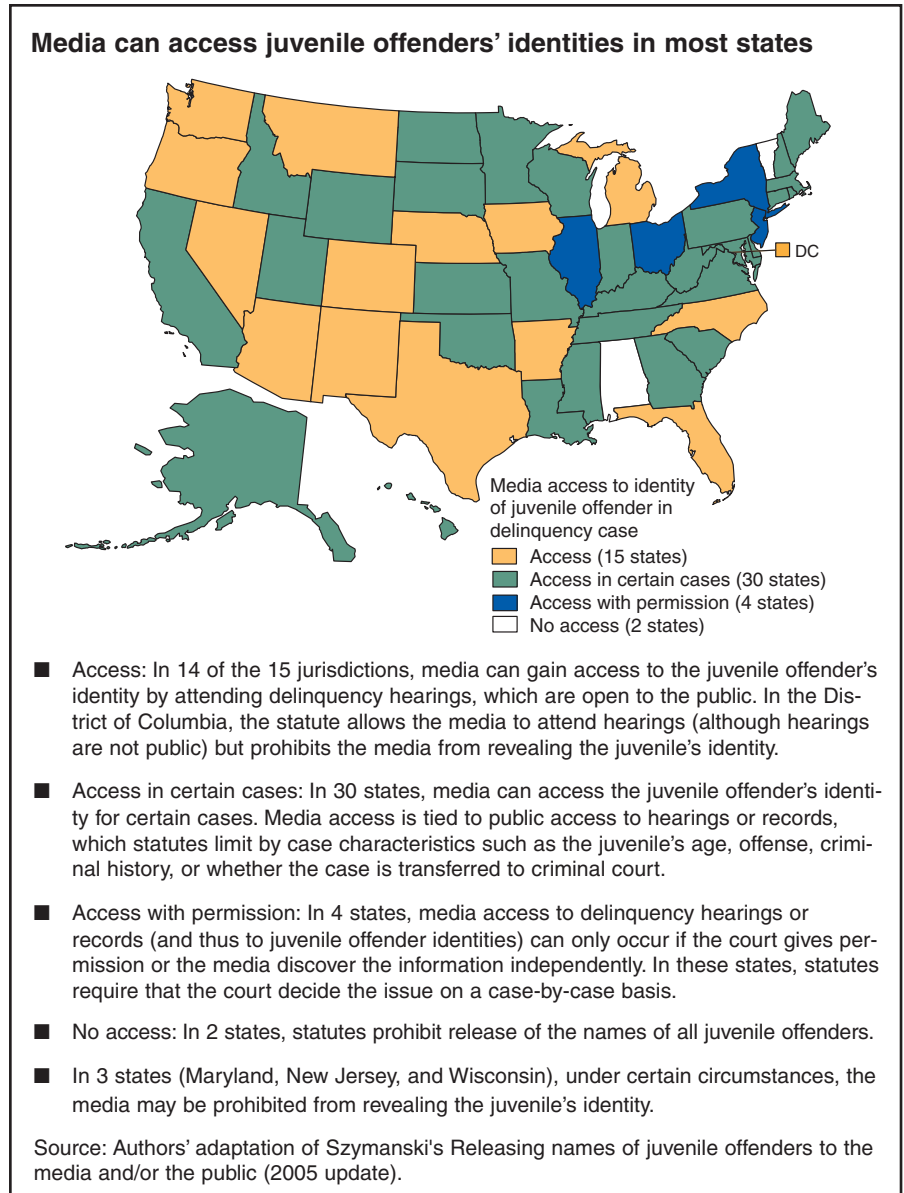 Media can access juvenile offenders’ identities in most states
DC
Media access to identity
of juvenile offender in
delinquency case
Access (15 states)
Access in certain cases (30 states)
Access with permission (4 states)
No access (2 states)
■ Access: In 14 of the 15 jurisdictions, media can gain access to the juvenile offender’s
identity by attending delinquency hearings, which are open to the public. In the Dis-
trict of Columbia, the statute allows the media to attend hearings (although hearings
are not public) but prohibits the media from revealing the juvenile’s identity.
■ Access in certain cases: In 30 states, media can access the juvenile offender’s identi-
ty for certain cases. Media access is tied to public access to hearings or records,
which statutes limit by case characteristics such as the juvenile’s age, offense, crimi-
nal history, or whether the case is transferred to criminal court.
■ Access with permission: In 4 states, media access to delinquency hearings or
records (and thus to juvenile offender identities) can only occur if the court gives per-
mission or the media discover the information independently. In these states, statutes
require that the court decide the issue on a case-by-case basis.
■ No access: In 2 states, statutes prohibit release of the names of all juvenile offenders.
■ In 3 states (Maryland, New Jersey, and Wisconsin), under certain circumstances, the
media may be prohibited from revealing the juvenile’s identity.
Source: Authors’ adaptation of Szymanski's Releasing names of juvenile offenders to the
media and/or the public (2005 update).